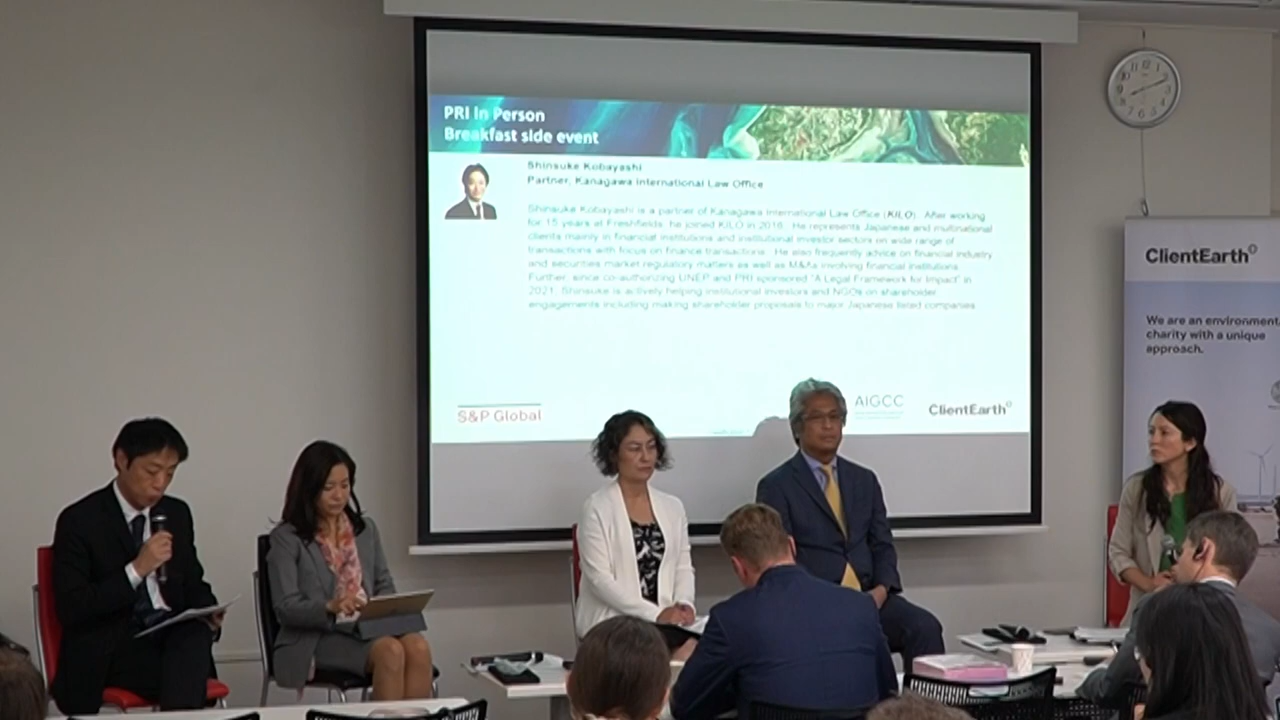 PRI In Person
Breakfast side event
Shinsuke Kobayashi
Partner, Kanagawa International Law Office
Shinsuke Kobayashi is a partner of Kanagawa International Law Office (KILO). After working
for 15 years at Freshfields, he joined KILO in 2018. He represents Japanese and multinational
clients mainly in financial institutions and institutional investor sectors on wide range of
transactions with focus on finance transactions. He also frequently advice on financial industry
and securities market regulatory matters as well as M&As involving financial institutions.
Further, since co-authorizing UNEP and PRI sponsored "A Legal Framework for Impact" in
2021, Shinsuke is actively helping institutional investors and NGOs on shareholder
engagements including making shareholder proposals to major Japanese listed companies.
S&P Global
AIGCC
ClientEarth
ClientEarth
We are an environment
charity with a unique
approach.